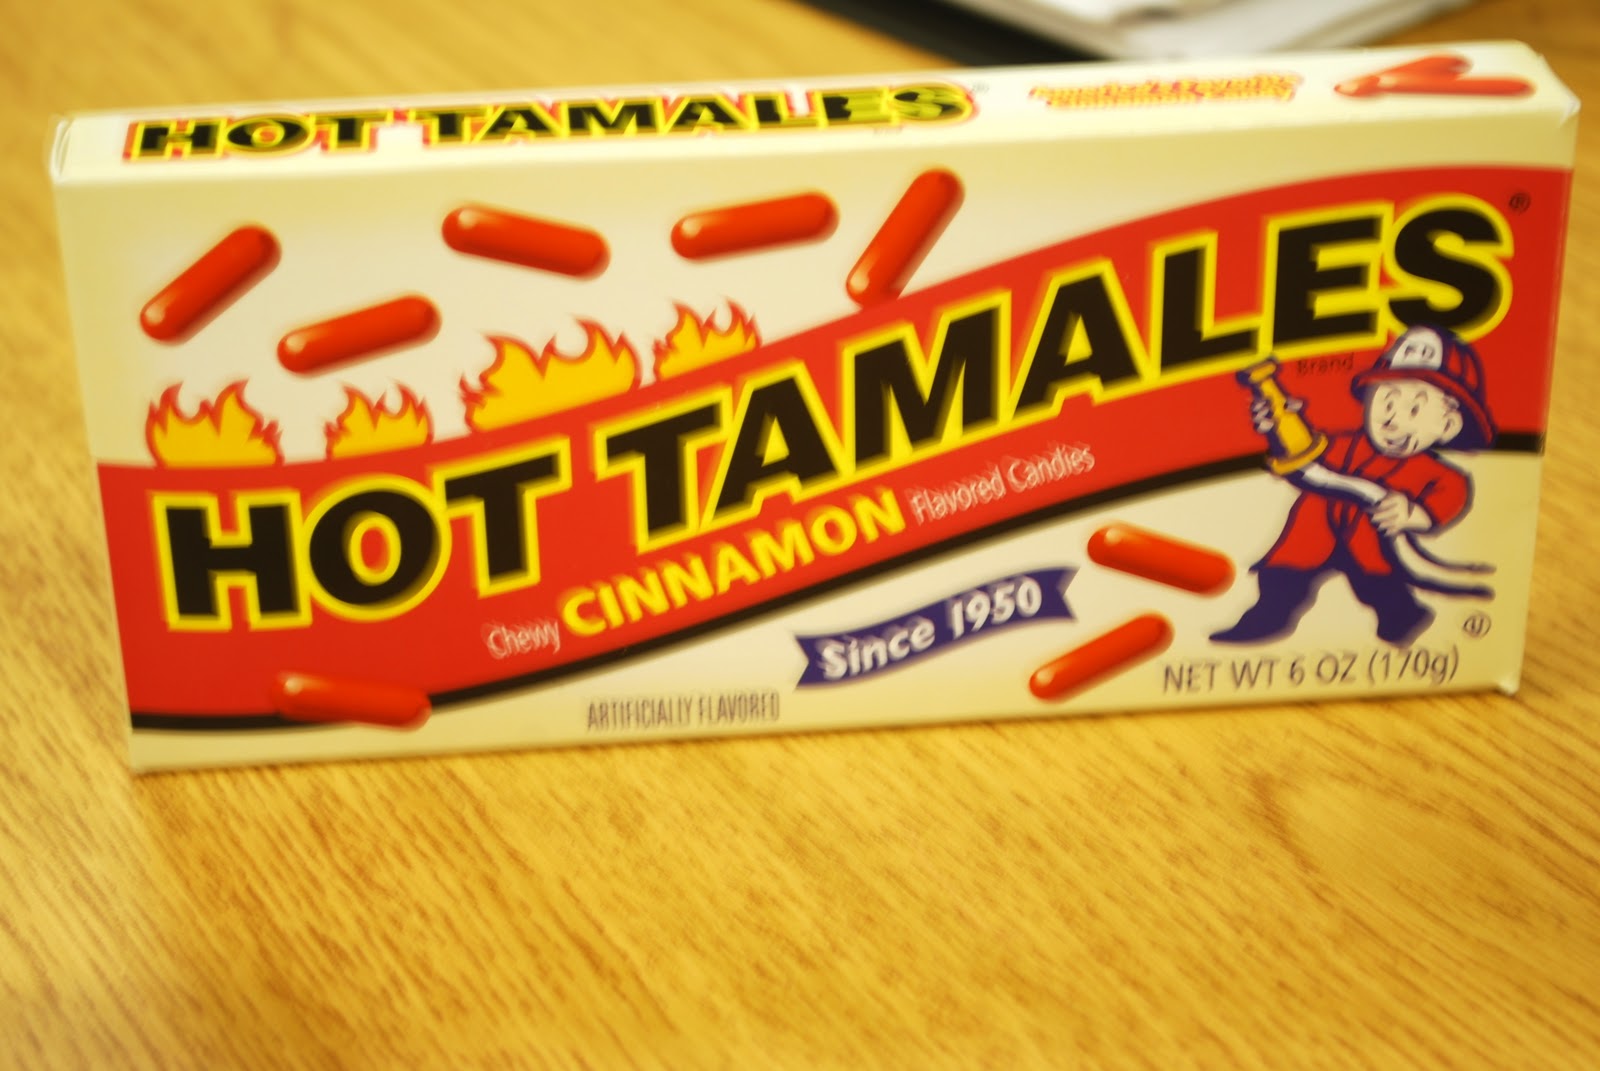 HOT TAMALES®
HOT TAMALES®
Brand
Chewy CINNAMON Flavored Candies
Since 1950
ARTIFICIALLY FLAVORED
U
NET WT 6 OZ (170g)